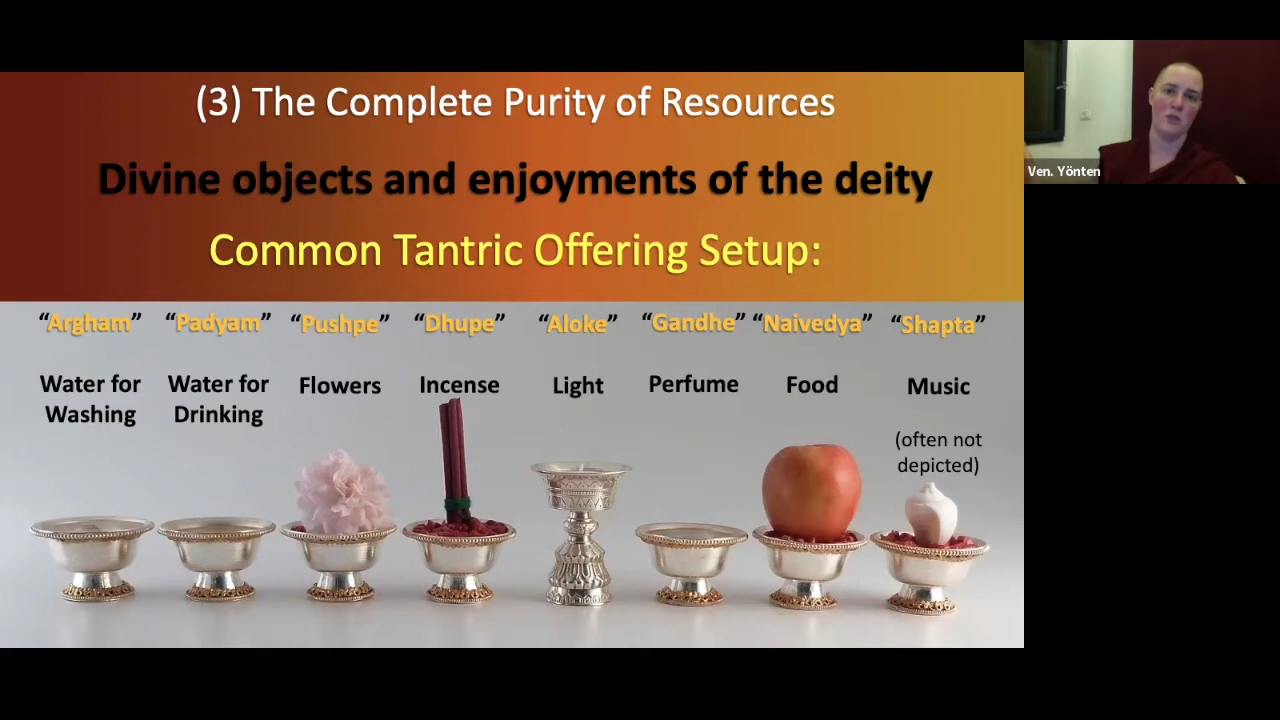 (3) The Complete Purity of Resources
Divine objects and enjoyments of the deity
Common Tantric Offering Setup:
“Argham” “Padyam” “Pushpe” “Dhupe” “Aloke” “Gandhe” “Naivedya” “Shapta”
Water for Washing
Water for Drinking
Flowers
Incense
Light
Perfume
Food
Music
(often not
depicted)
Ven. Yönten